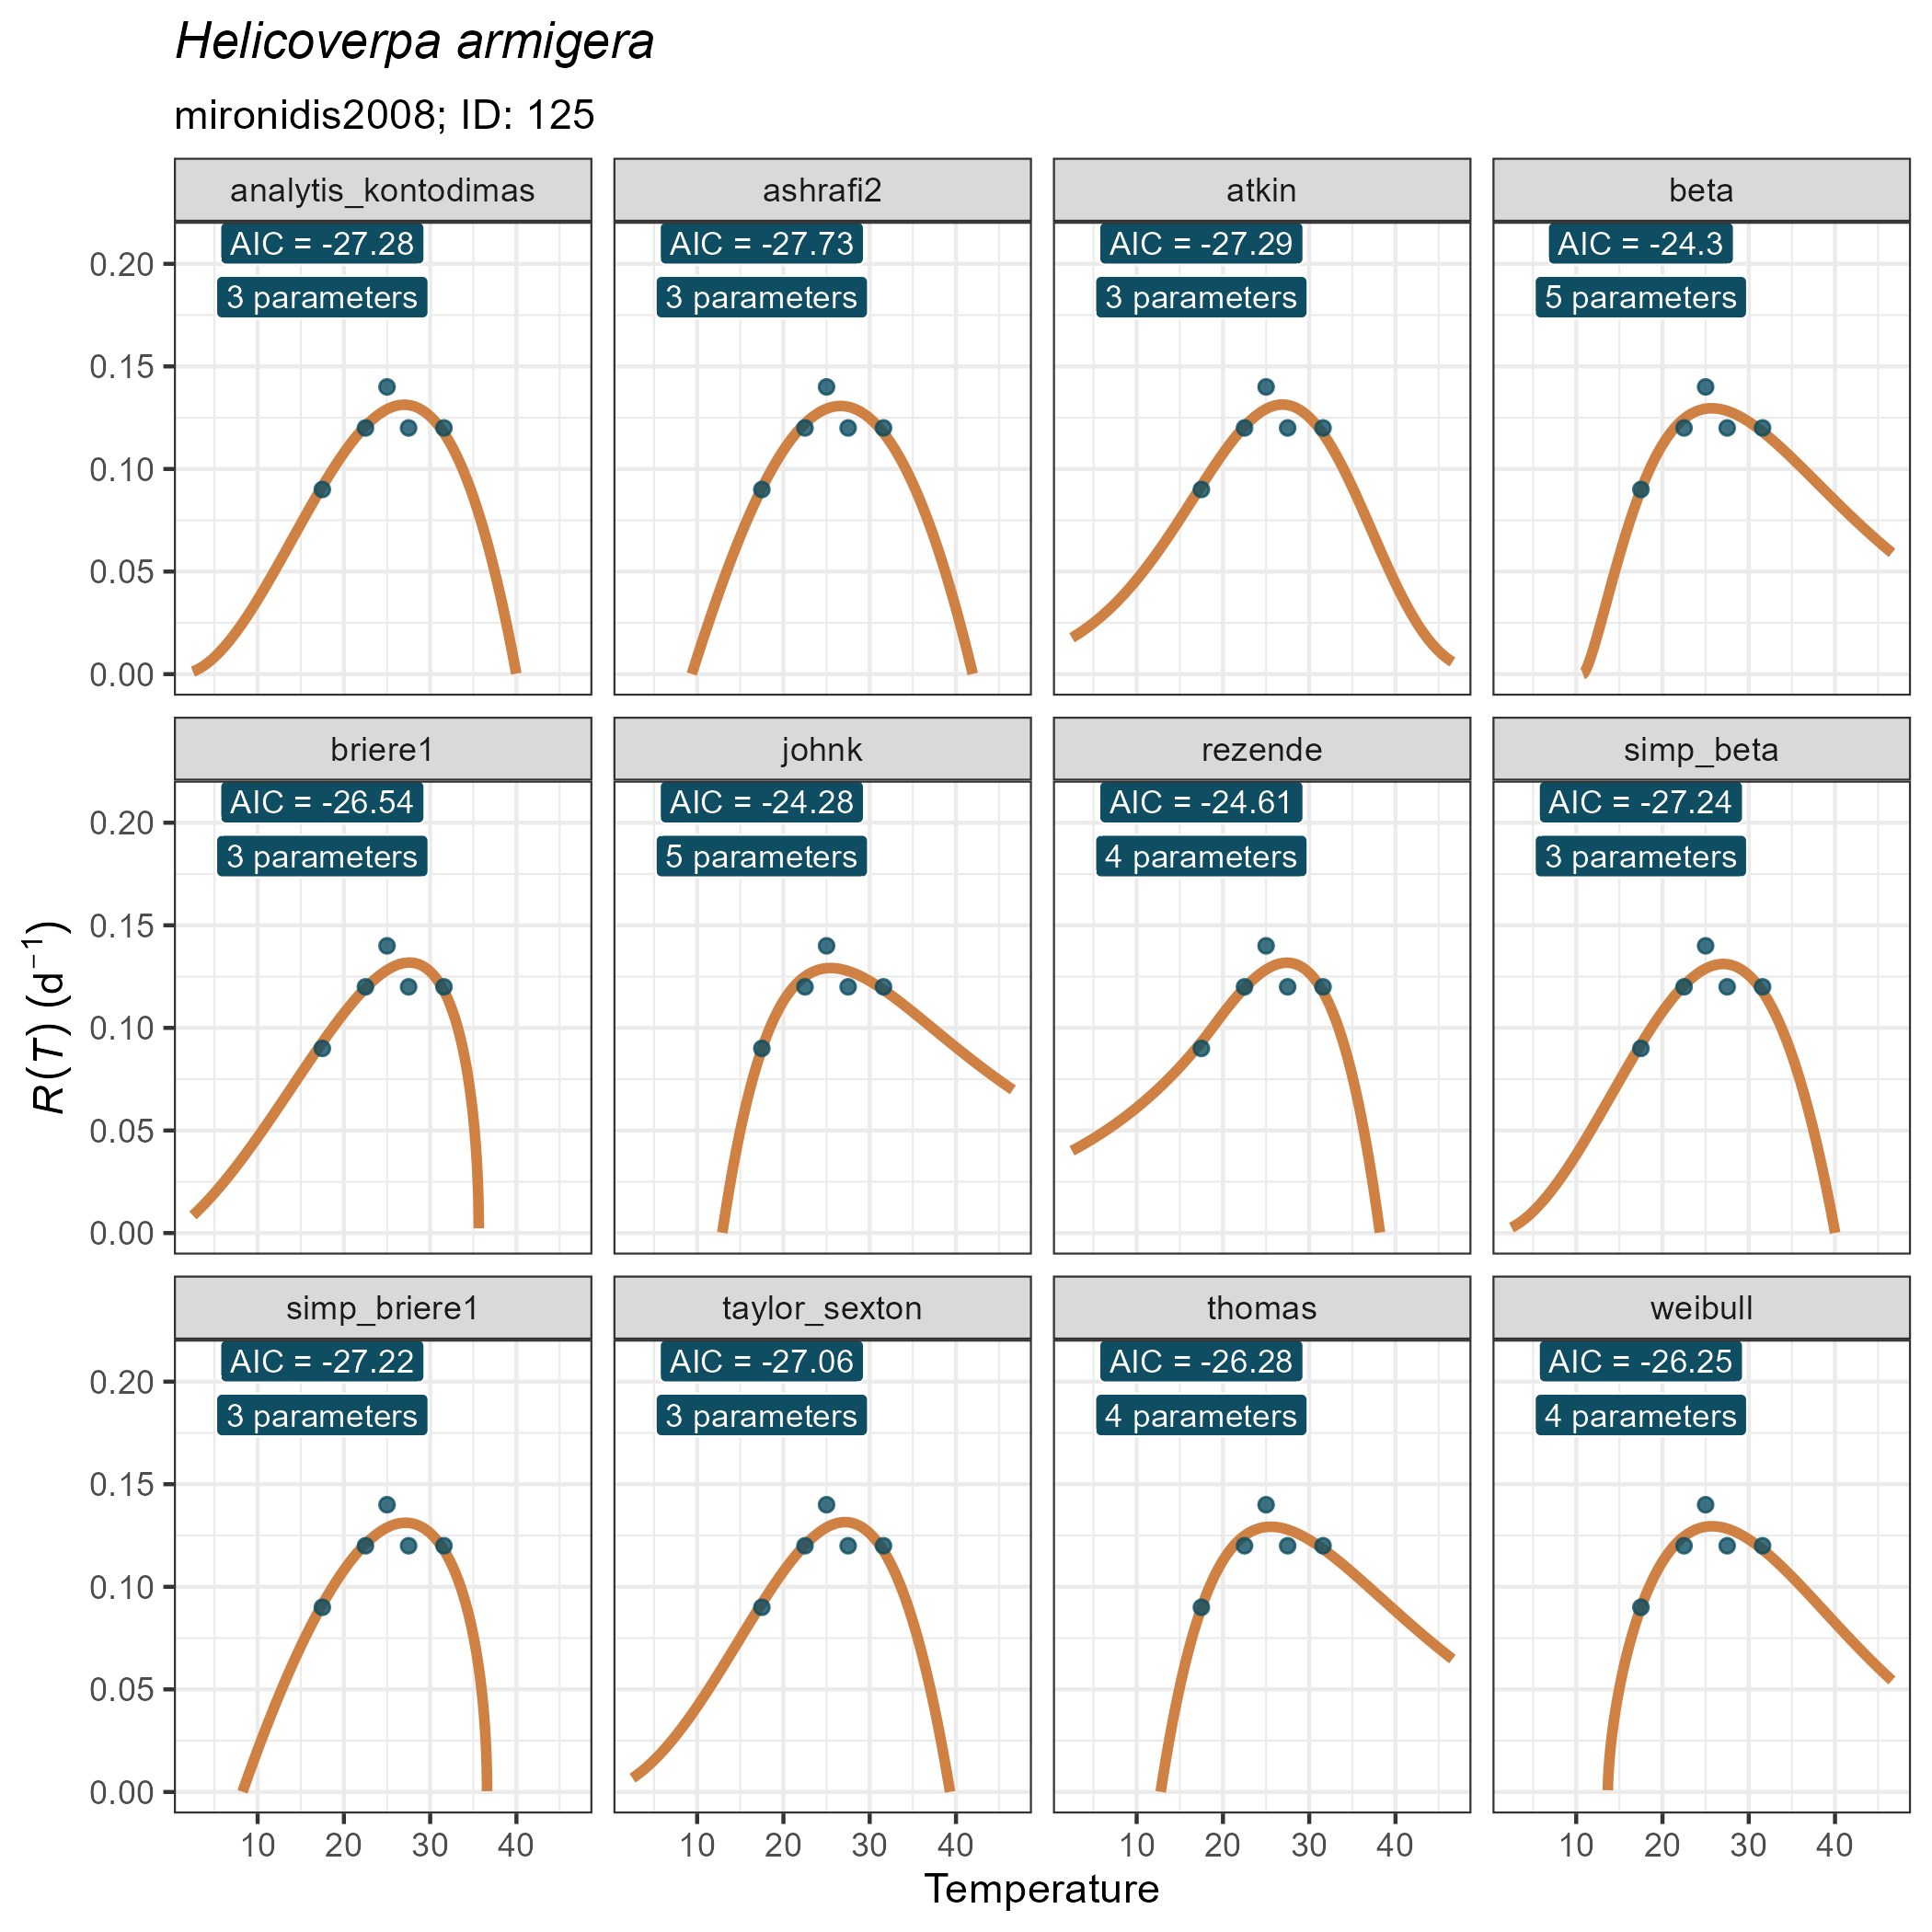 Helicoverpa armigera
mironidis2008; ID: 125
analytis_kontodimas
ashrafi2
atkin
beta
AIC = -27.28
AIC = -27.73
AIC = -27.29
AIC = -24.3
3 parameters
3 parameters
3 parameters
5 parameters
0.20
0.15
0.10
0.05
0.00
briere1
johnk
rezende
simp_beta
AIC = -26.54
AIC = -24.28
AIC = -24.61
AIC = -27.24
3 parameters
5 parameters
4 parameters
3 parameters
0.20
0.15
0.10
0.05
0.00
R(T) (d⁻¹)
simp_briere1
taylor_sexton
thomas
weibull
AIC = -27.22
AIC = -27.06
AIC = -26.28
AIC = -26.25
3 parameters
3 parameters
4 parameters
4 parameters
0.20
0.15
0.10
0.05
0.00
10 20 30 40
10 20 30 40
10 20 30 40
10 20 30 40
Temperature